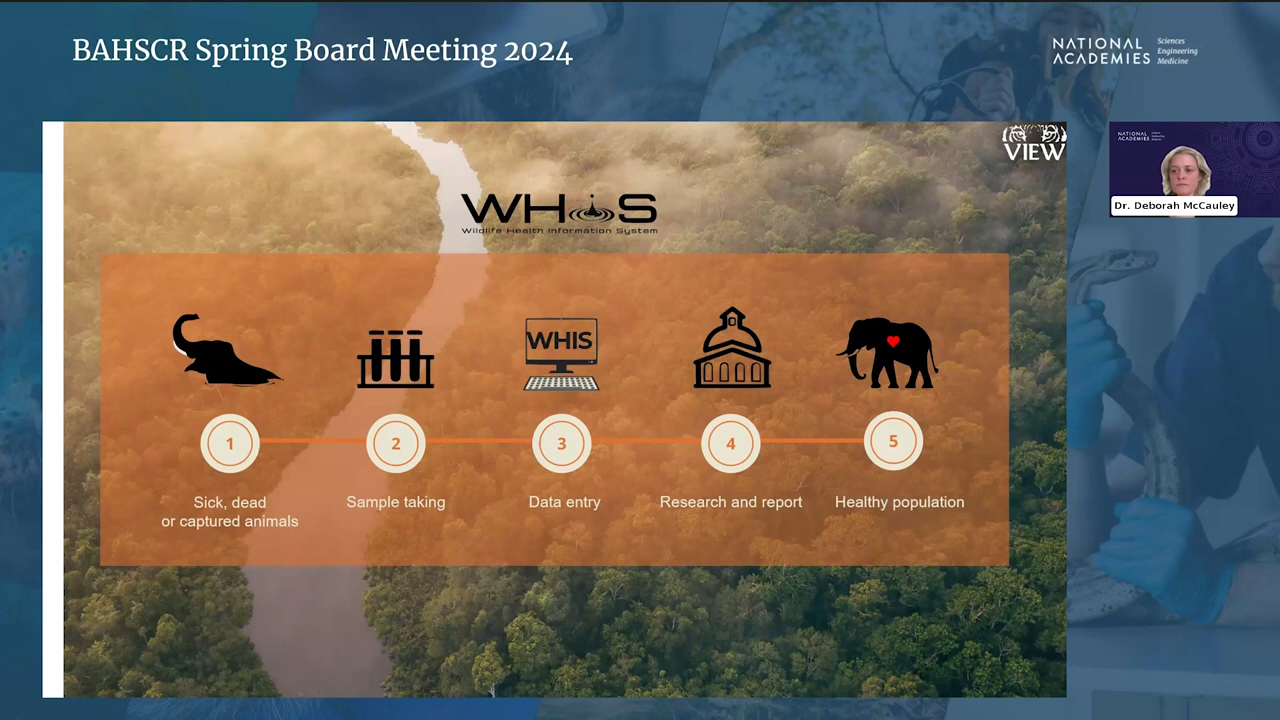 BAHSCR Spring Board Meeting 2024
NATIONAL ACADEMIES
Sciences
Engineering
Medicine
VIEW
WHIS
Wildlife Health Information System
NATIONAL
ACADEMIES
Dr. Deborah McCauley
WHIS
1
2
3
4
5
Sick, dead
or captured animals
Sample taking
Data entry
Research and report
Healthy population